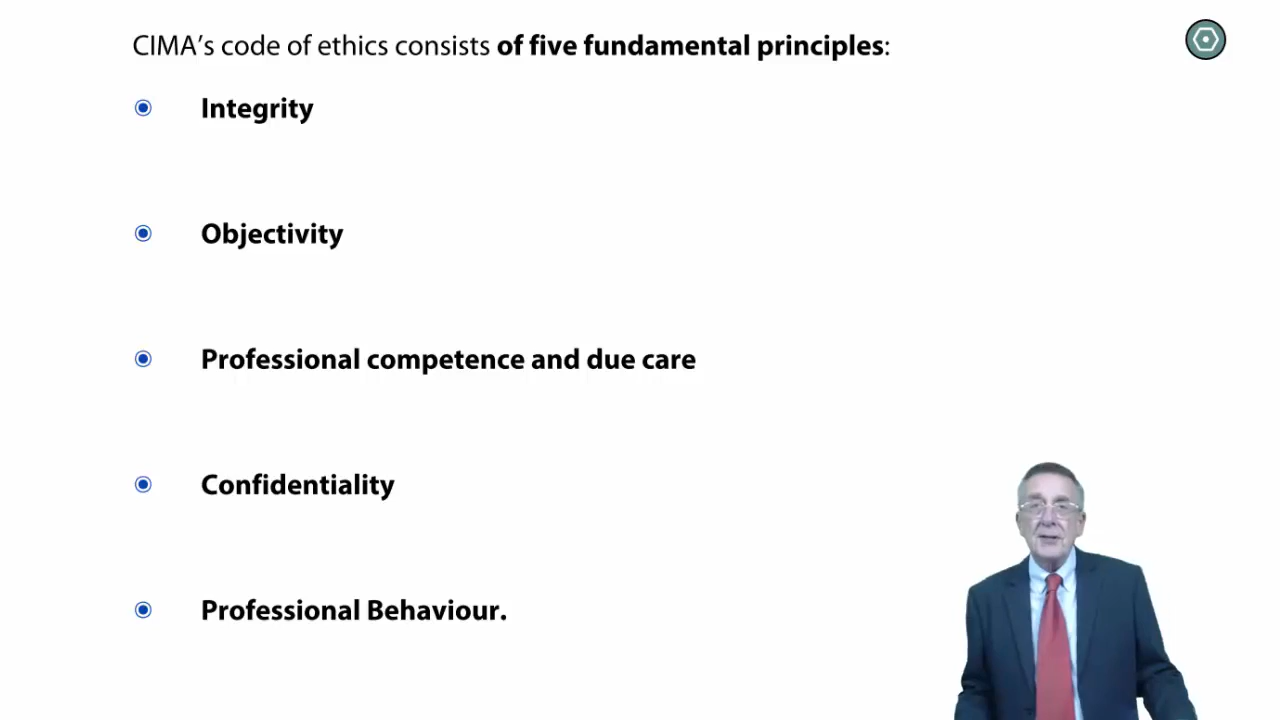 CIMA’s code of ethics consists of five fundamental principles:
Integrity
Objectivity
Professional competence and due care
Confidentiality
Professional Behaviour.